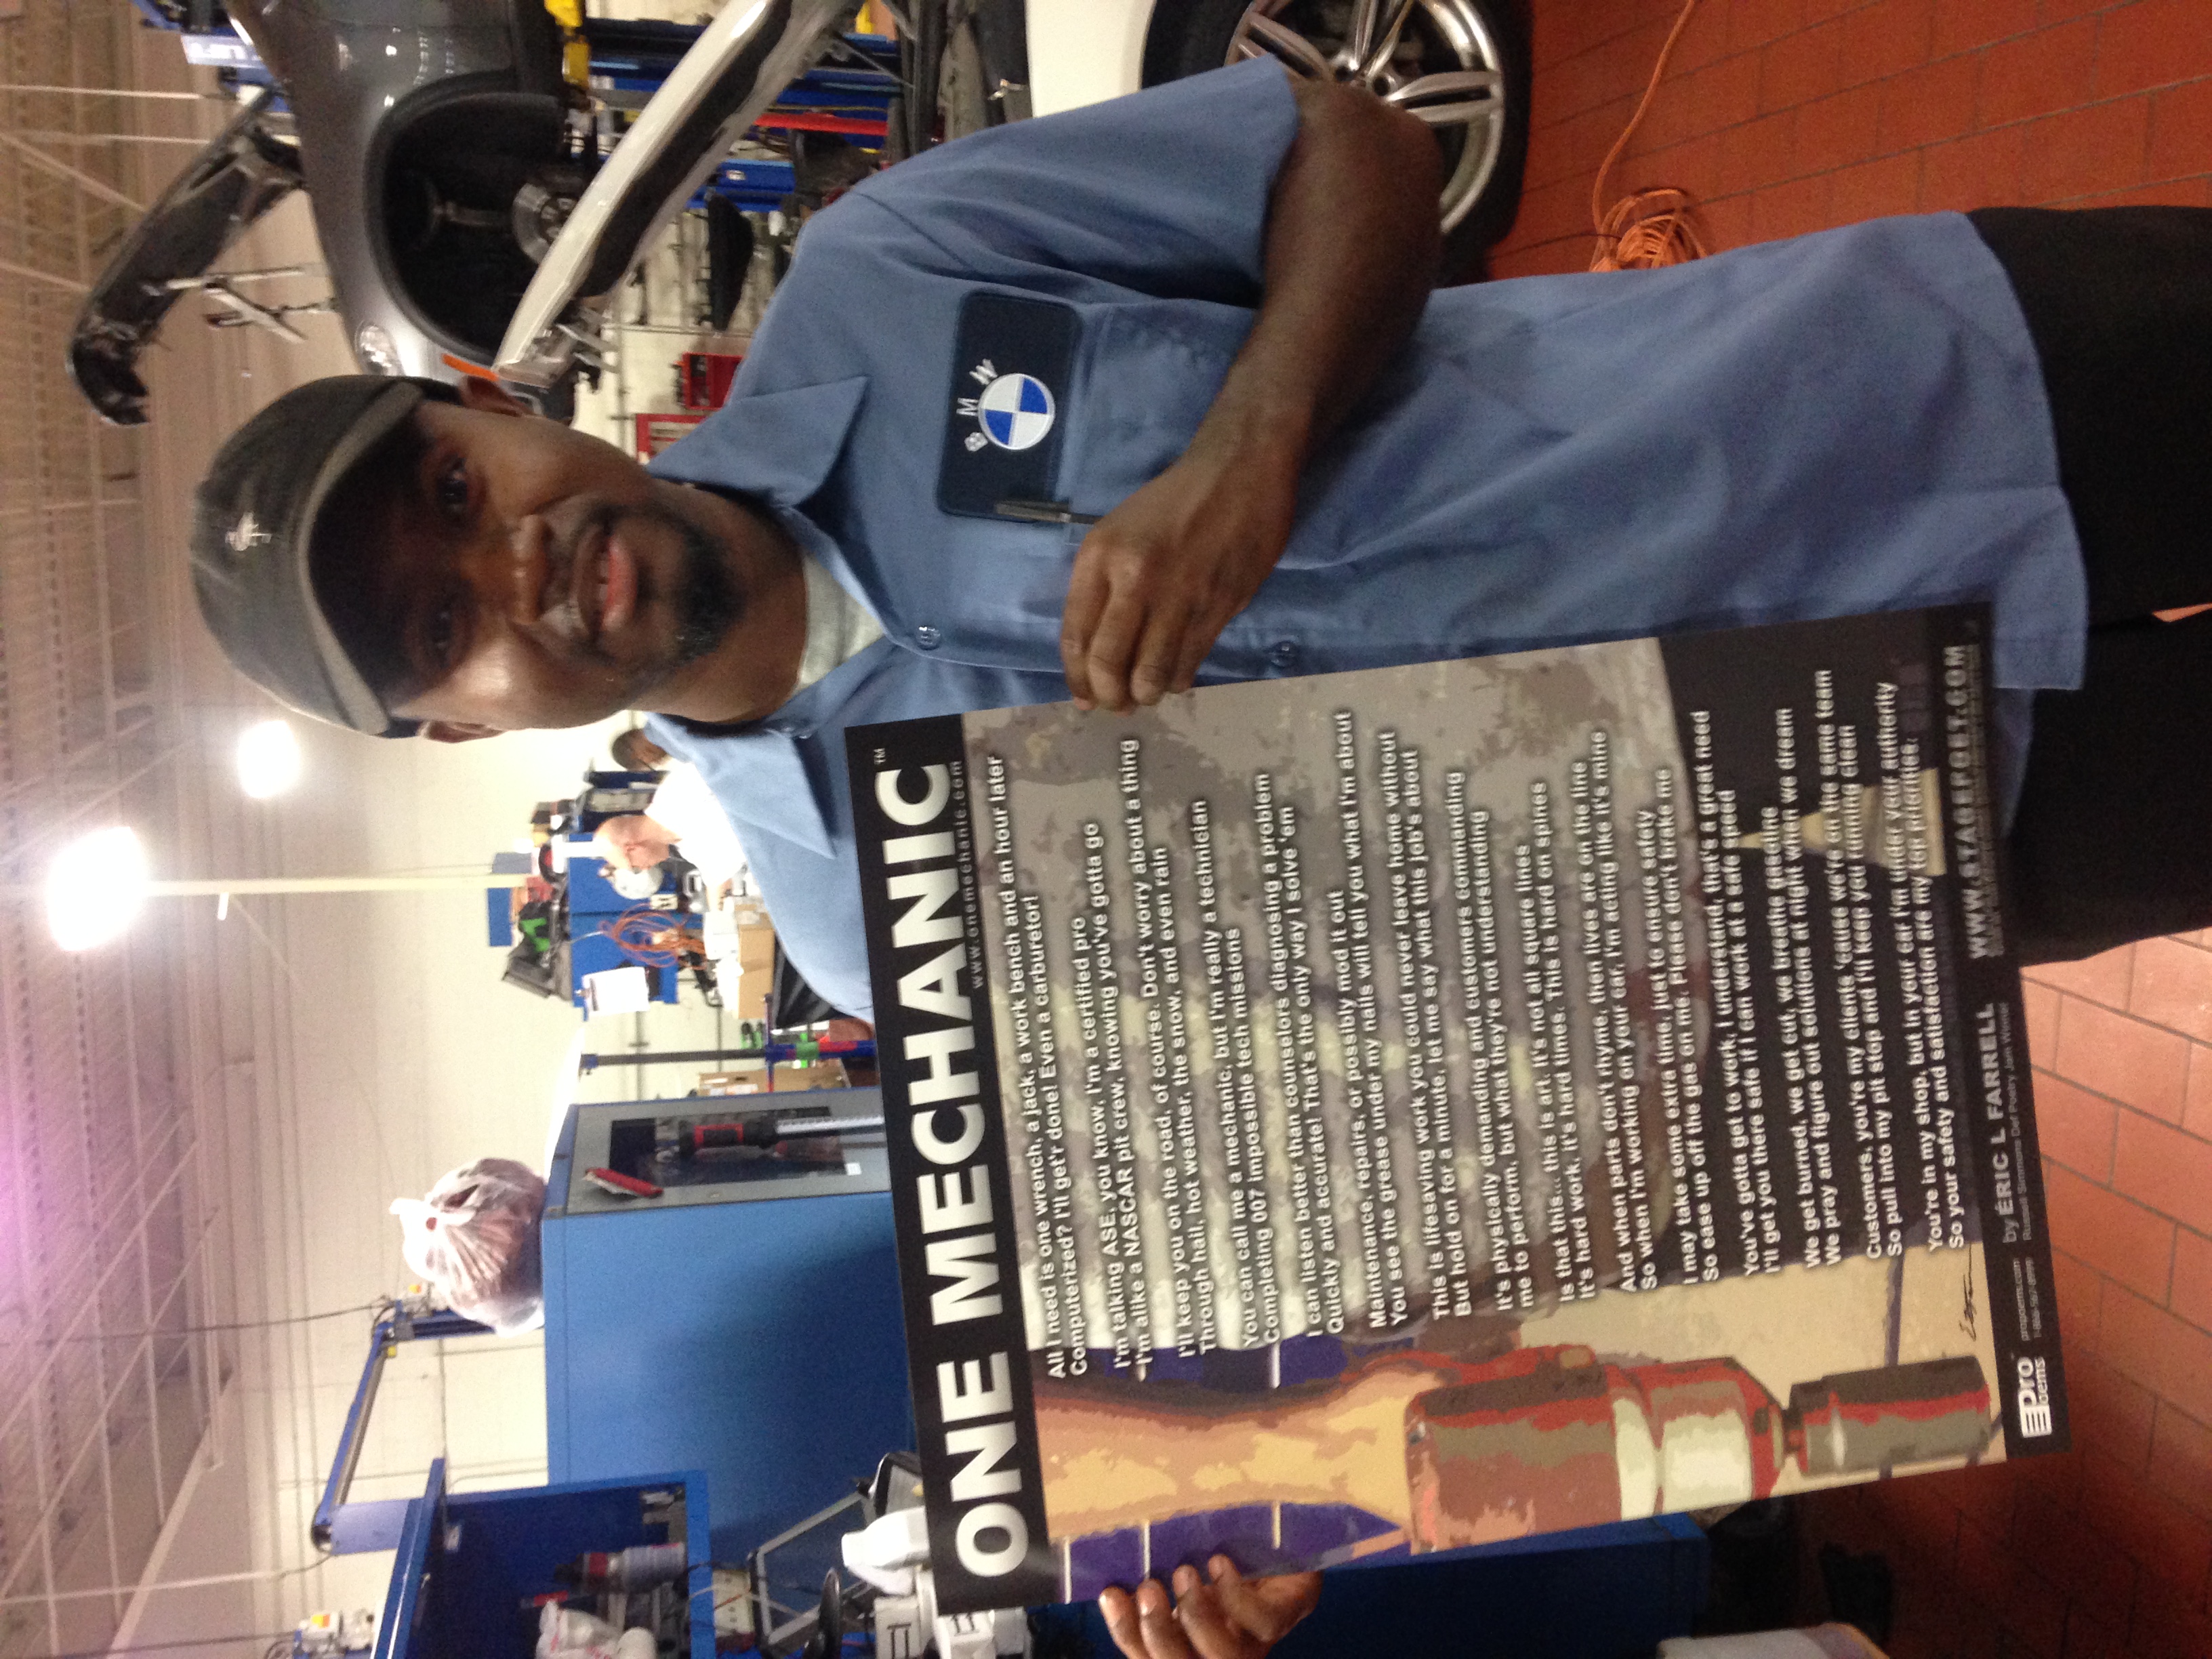 B M W
ONE MECHANIC™
www.onemechanic.com
All I need is one wrench, a jack, a work bench and an hour later
Computerized? I'll get'r done! Even a carburetor!
I'm talking ASE, you know, I'm a certified pro
I'm alike a NASCAR pit crew, knowing you've gotta go
I'll keep you on the road, of course. Don't worry about a thing
Through hail, hot weather, the snow, and even rain
You can call me a mechanic, but I'm really a technician
Completing 007 impossible tech missions
I can listen better than counselors diagnosing a problem
Quickly and accurate! That's the only way I solve 'em
Maintenance, repairs, or possibly mod it out
You see the grease under my nails will tell you what I'm about
This is lifesaving work you could never leave home without
But hold on for a minute, let me say what this job's about
It's physically demanding and customers commanding
me to perform, but what they're not understanding
Is that this... this is art. It's not all square lines
It's hard work, it's hard times. This is hard on spines
And when parts don't rhyme, then lives are on the line
So when I'm working on your car, I'm acting like it's mine
I may take some extra time, just to ensure safety
So ease up off the gas on me. Please don't brake me
You've gotta get to work, I understand, that's a great need
I'll get you there safe if I can work at a safe speed
We get burned, we get cut, we breathe gasoline
We pray and figure out solutions at night when we dream
Customers, you're my clients 'cause we're on the same team
So pull into my pit stop and I'll keep you running clean
You're in my shop, but in your car I'm under your authority
So your safety and satisfaction are my top priorities.
Pro
oems
propoems.com
by ERIC L FARRELL
Russell Simmons Def Poetry Jam Winner
WWW.STAGEPOET.COM